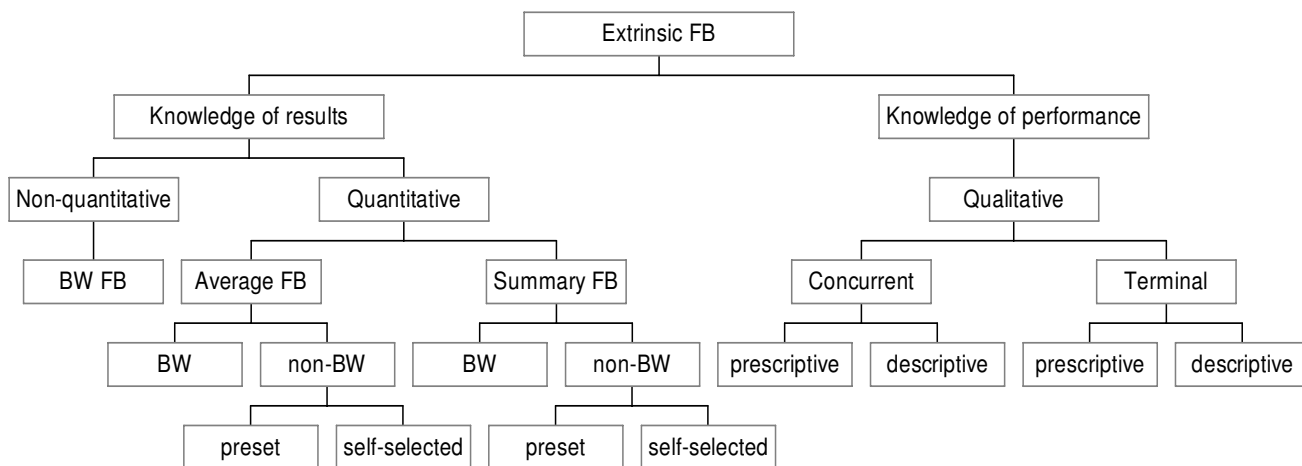 Extrinsic FB
Knowledge of results
Knowledge of performance
Non-quantitative
Quantitative
Qualitative
BW FB
Average FB
Summary FB
Concurrent
Terminal
BW
non-BW
BW
non-BW
prescriptive
descriptive
prescriptive
descriptive
preset
self-selected
preset
self-selected